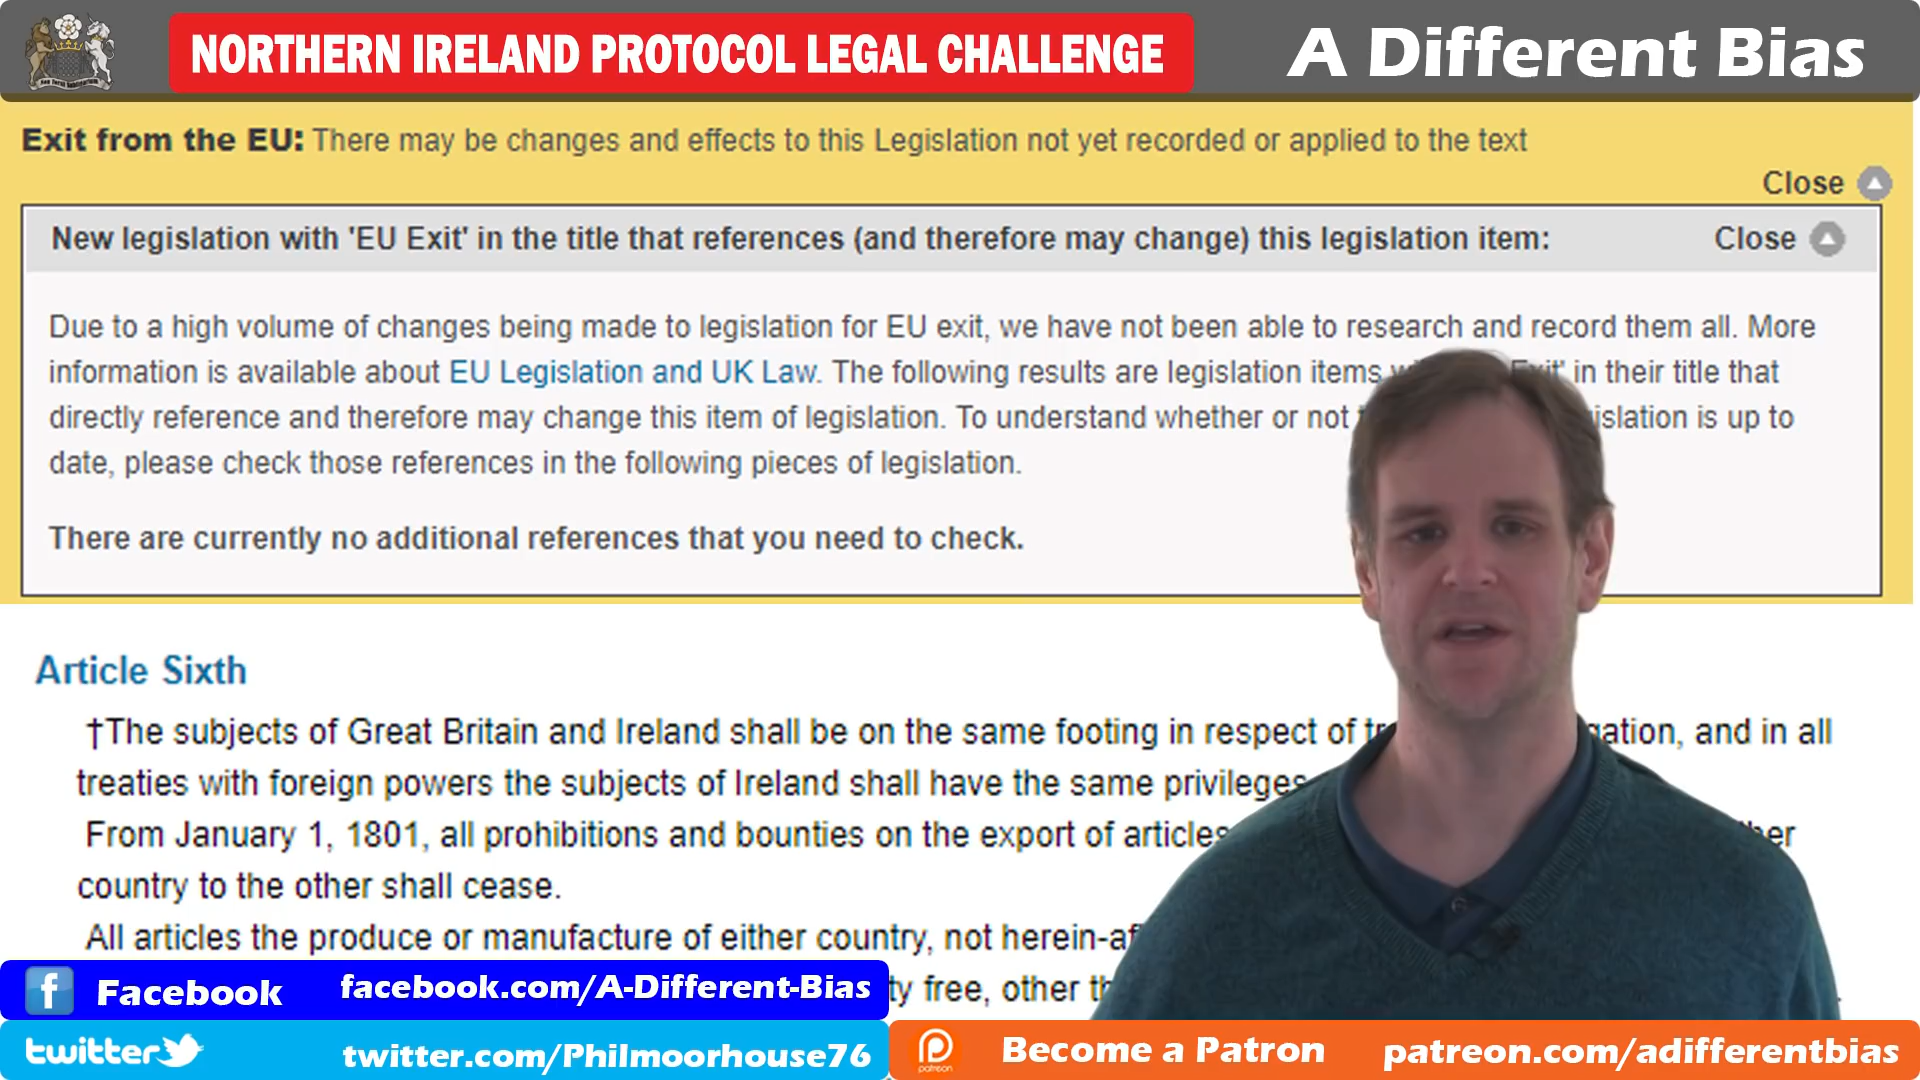 NORTHERN IRELAND PROTOCOL LEGAL CHALLENGE
A Different Bias
Exit from the EU: There may be changes and effects to this Legislation not yet recorded or applied to the text
Close
New legislation with 'EU Exit' in the title that references (and therefore may change) this legislation item:
Close
Due to a high volume of changes being made to legislation for EU exit, we have not been able to research and record them all. More
information is available about EU Legislation and UK Law. The following results are legislation items Exit' in their title that
directly reference and therefore may change this item of legislation. To understand whether or not islation is up to
date, please check those references in the following pieces of legislation.
There are currently no additional references that you need to check.
Article Sixth
†The subjects of Great Britain and Ireland shall be on the same footing in respect of gation, and in all
treaties with foreign powers the subjects of Ireland shall have the same privileges
From January 1, 1801, all prohibitions and bounties on the export of articles
country to the other shall cease.
All articles the produce or manufacture of either country, not
free, other
Facebook
facebook.com/A-Different-Bias
twitter
twitter.com/Philmoorhouse76
patreon
Become a Patron
patreon.com/adifferentbias